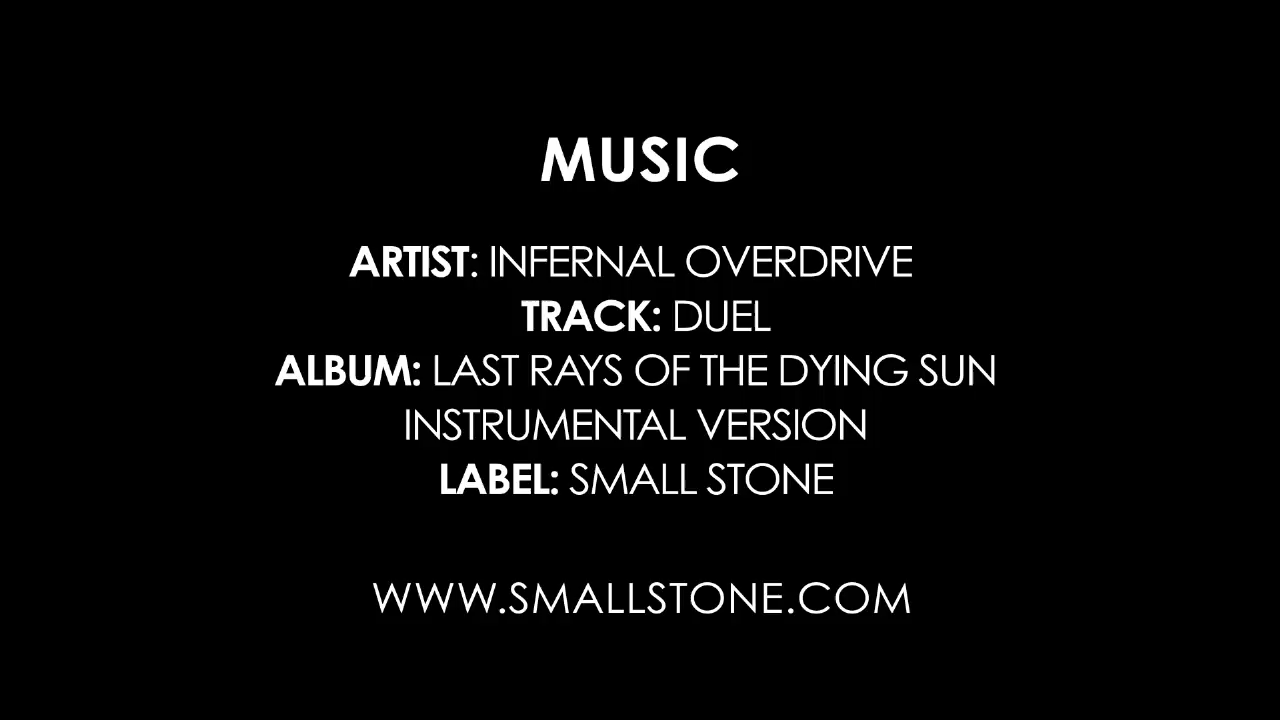 MUSIC
ARTIST: INFERNAL OVERDRIVE
TRACK: DUEL
ALBUM: LAST RAYS OF THE DYING SUN
INSTRUMENTAL VERSION
LABEL: SMALL STONE
WWW.SMALLSTONE.COM